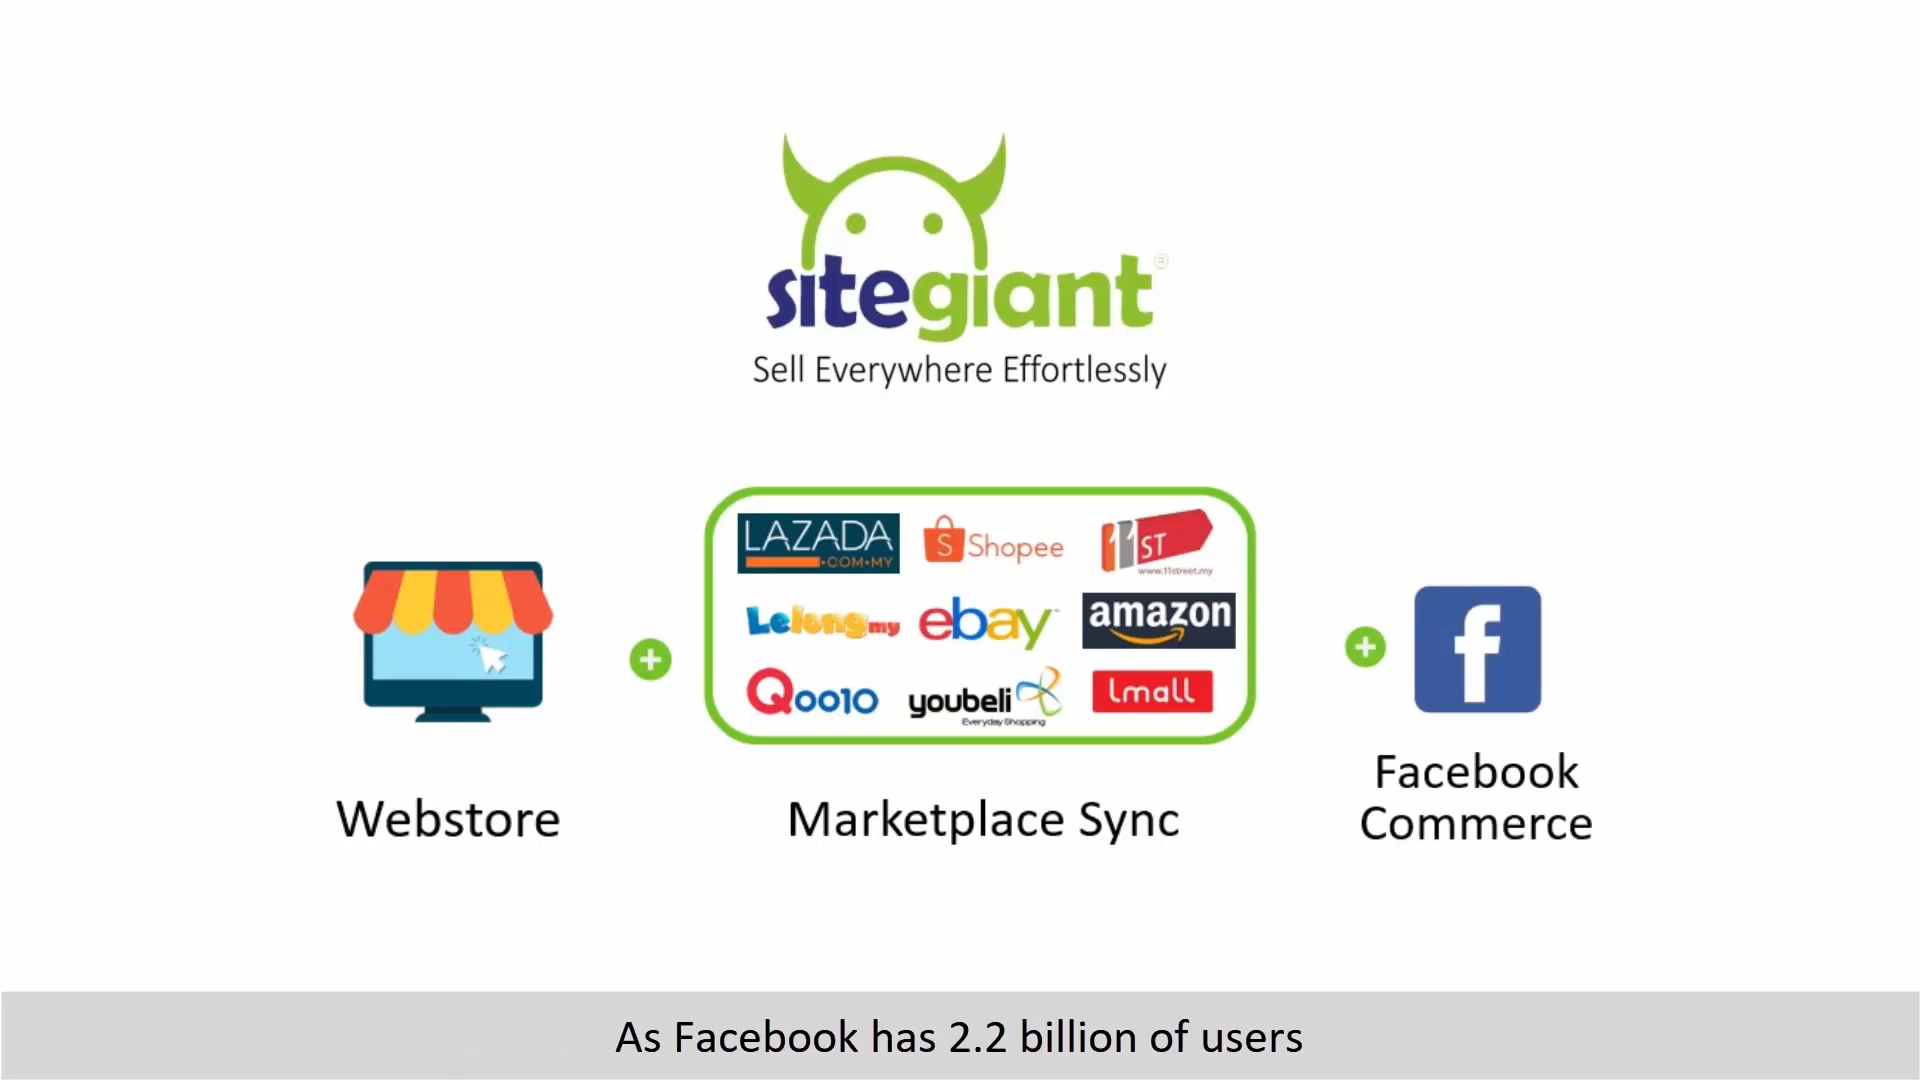 sitegiant®
Sell Everywhere Effortlessly
LAZADA
.COM.MY
Shopee
11ST
www.11street.my
Lelong.my
ebay™
amazon
Qoo10
youbeli
Everyday Shopping
lmall
f
Webstore
Marketplace Sync
Facebook
Commerce
As Facebook has 2.2 billion of users